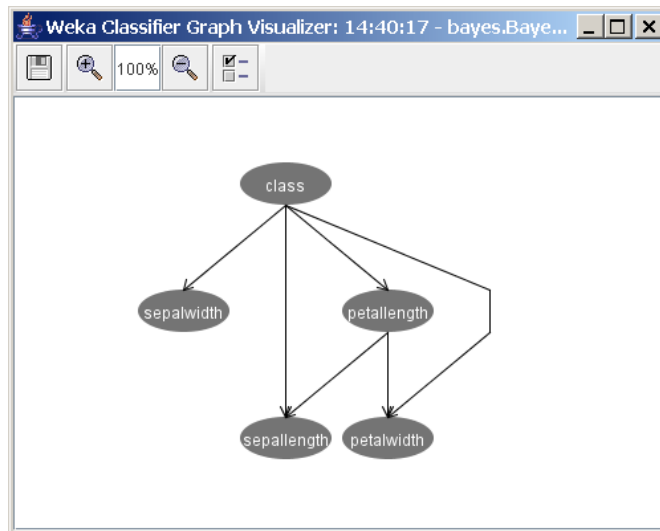 Weka Classifier Graph Visualizer: 14:40:17 - bayes.Baye...
100%
class
sepalwidth
petallength
sepallength
petalwidth